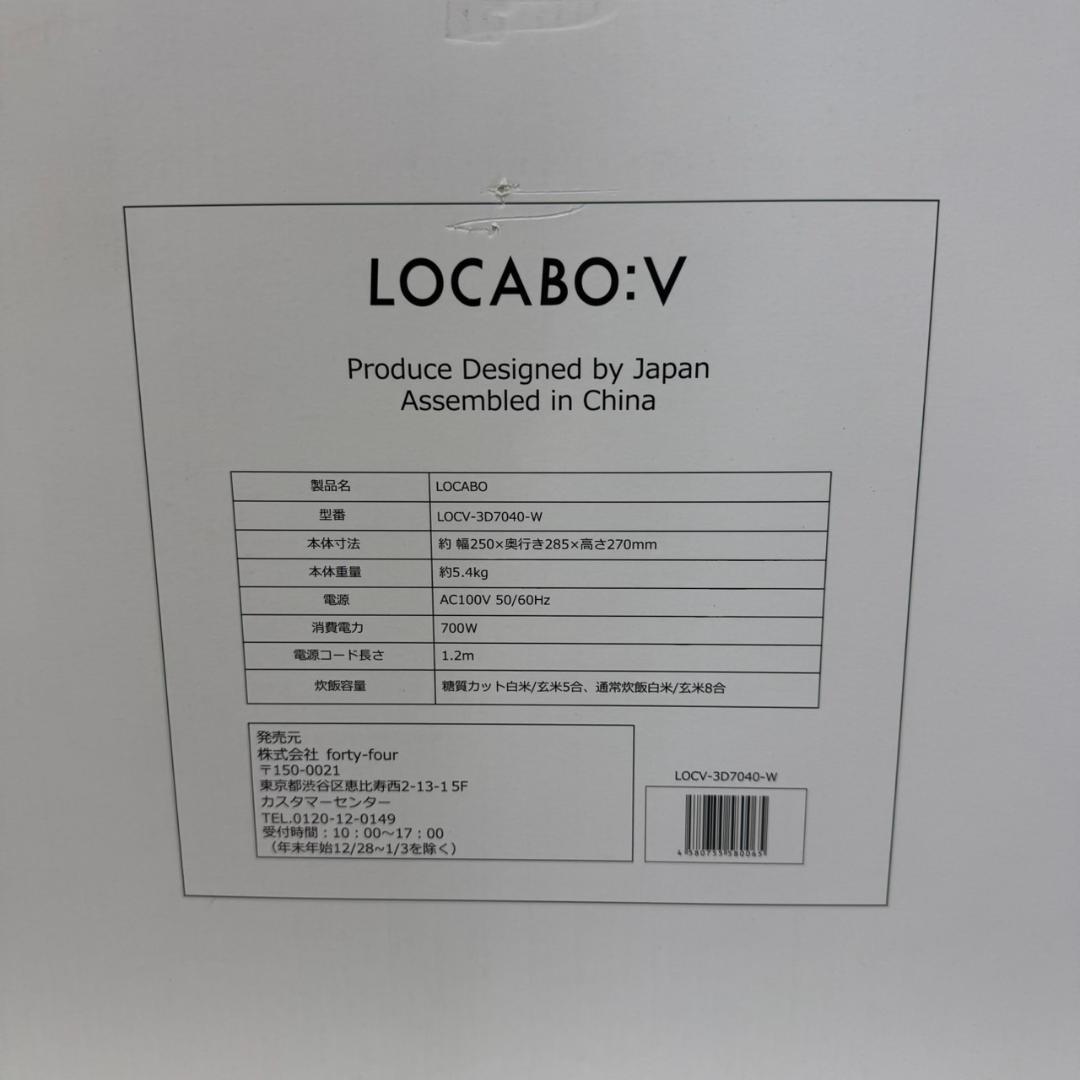 LOCABO:V
Produce Designed by Japan
Assembled in China
製品名 LOCABO
型番 LOCV-3D7040-W
本体寸法 約 幅250×奥行き285×高さ270mm
本体重量 約5.4kg
電源 AC100V 50/60Hz
消費電力 700W
電源コード長さ 1.2m
炊飯容量 糖質カット白米/玄米5合、通常炊飯白米/玄米8合
発売元
株式会社 forty-four
〒150-0021
東京都渋谷区恵比寿西2-13-1 5F
カスタマーセンター
TEL.0120-12-0149
受付時間：10：00～17：00
（年末年始12/28~1/3を除く）
LOCV-3D7040-W
4 580755 580065